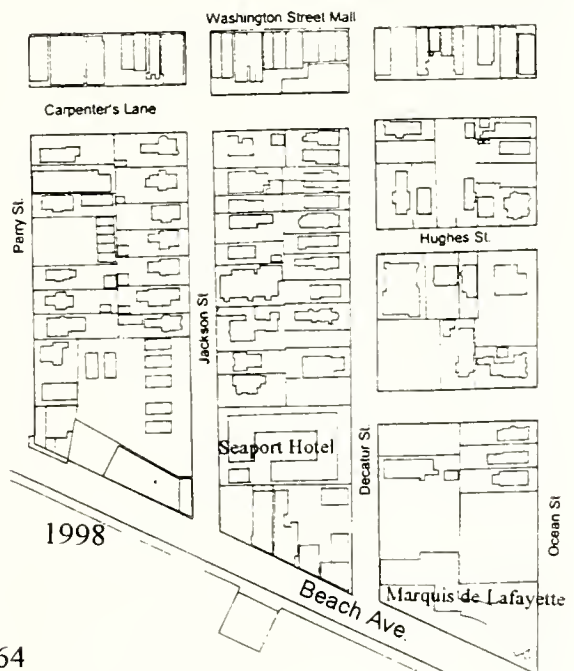 Washington Street Mall
Carpenter's Lane
Parry St.
Hughes St.
Jackson St
Seaport Hotel
Decatur St.
Ocean St
1998
Beach Ave.
Marquis de Lafayette
64